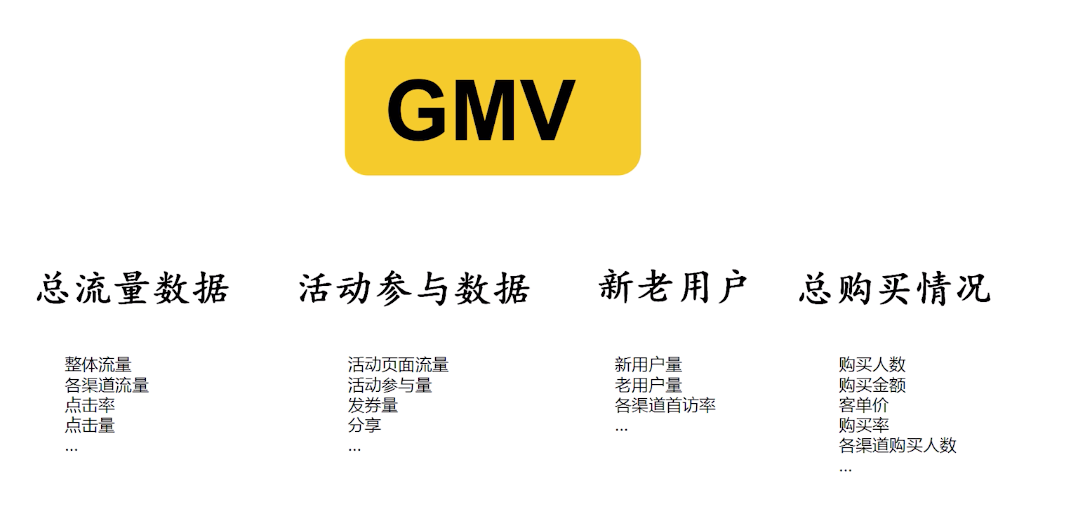 GMV
总流量数据
整体流量
各渠道流量
点击率
点击量
...
活动参与数据
活动页面流量
活动参与量
发券量
分享
...
新老用户
新用户量
老用户量
各渠道首访率
...
总购买情况
购买人数
购买金额
客单价
购买率
各渠道购买人数
...